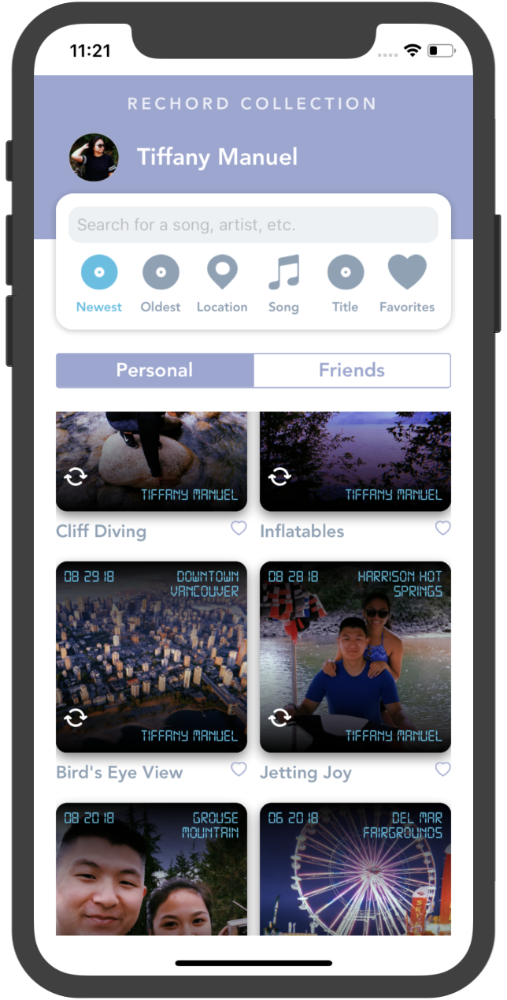 11:21
RECHORD COLLECTION
Tiffany Manuel
Search for a song, artist, etc.
Newest Oldest Location Song Title Favorites
Personal Friends
TIFFANY MANUEL TIFFANY MANUEL
Cliff Diving Inflatables
08 29 18 DOWNTOWN
VANCOUVER
08 28 18 HARRISON HOT
SPRINGS
TIFFANY MANUEL TIFFANY MANUEL
Bird's Eye View Jetting Joy
08 20 18 GROUSE
MOUNTAIN
06 20 18 DEL MAR
FAIRGROUNDS